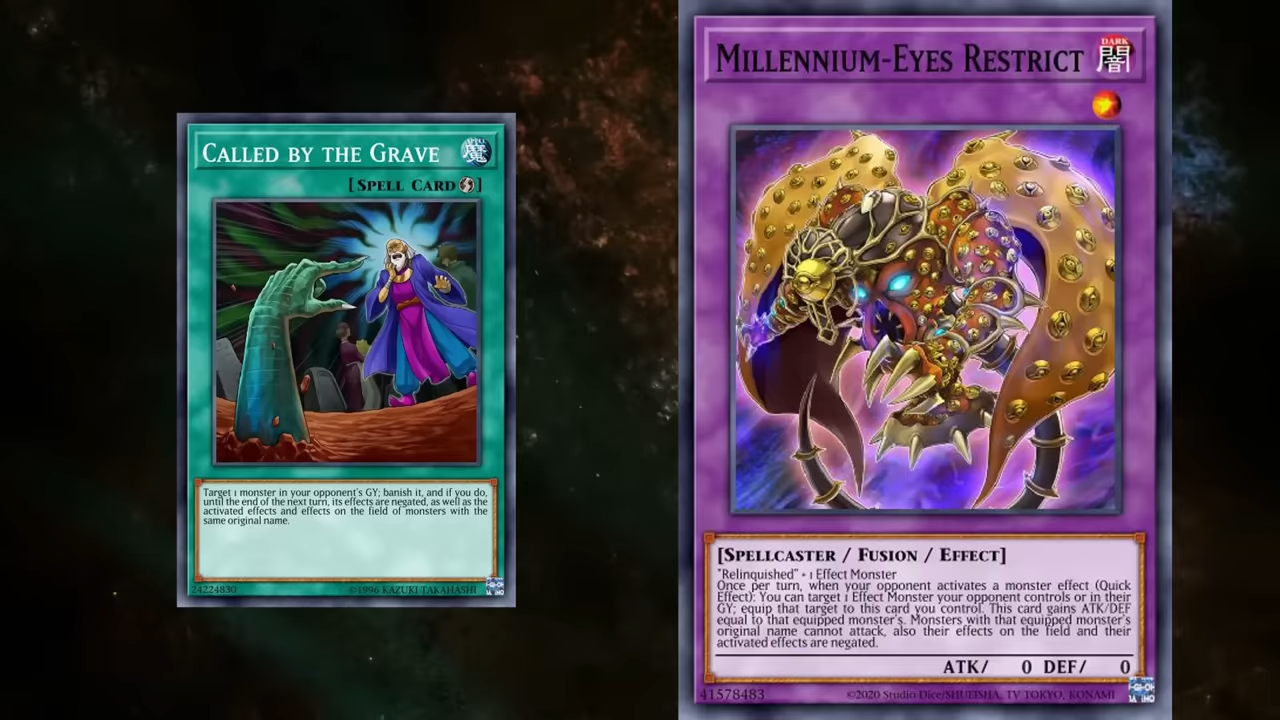 CALLED BY THE GRAVE
[SPELL CARD]
Target 1 monster in your opponent's GY; banish it, and if you do,
until the end of the next turn, its effects are negated, as well as the
activated effects and effects on the field of monsters with the
same original name.
24224830 ©1996 KAZUKI TAKAHASHI
MILLENNIUM-EYES RESTRICT
DARK
闇
[SPELLCASTER / FUSION / EFFECT]
"Relinquished" + 1 Effect Monster
Once per turn, when your opponent activates a monster effect (Quick
Effect): You can target 1 Effect Monster your opponent controls or in their
GY; equip that target to this card you control. This card gains ATK/DEF
equal to that equipped monster's. Monsters with that equipped monster's
original name cannot attack, also their effects on the field and their
activated effects are negated.
ATK/ 0 DEF/ 0
41578483 ©2020 Studio Dice/SHUEISHA, TV TOKYO, KONAMI